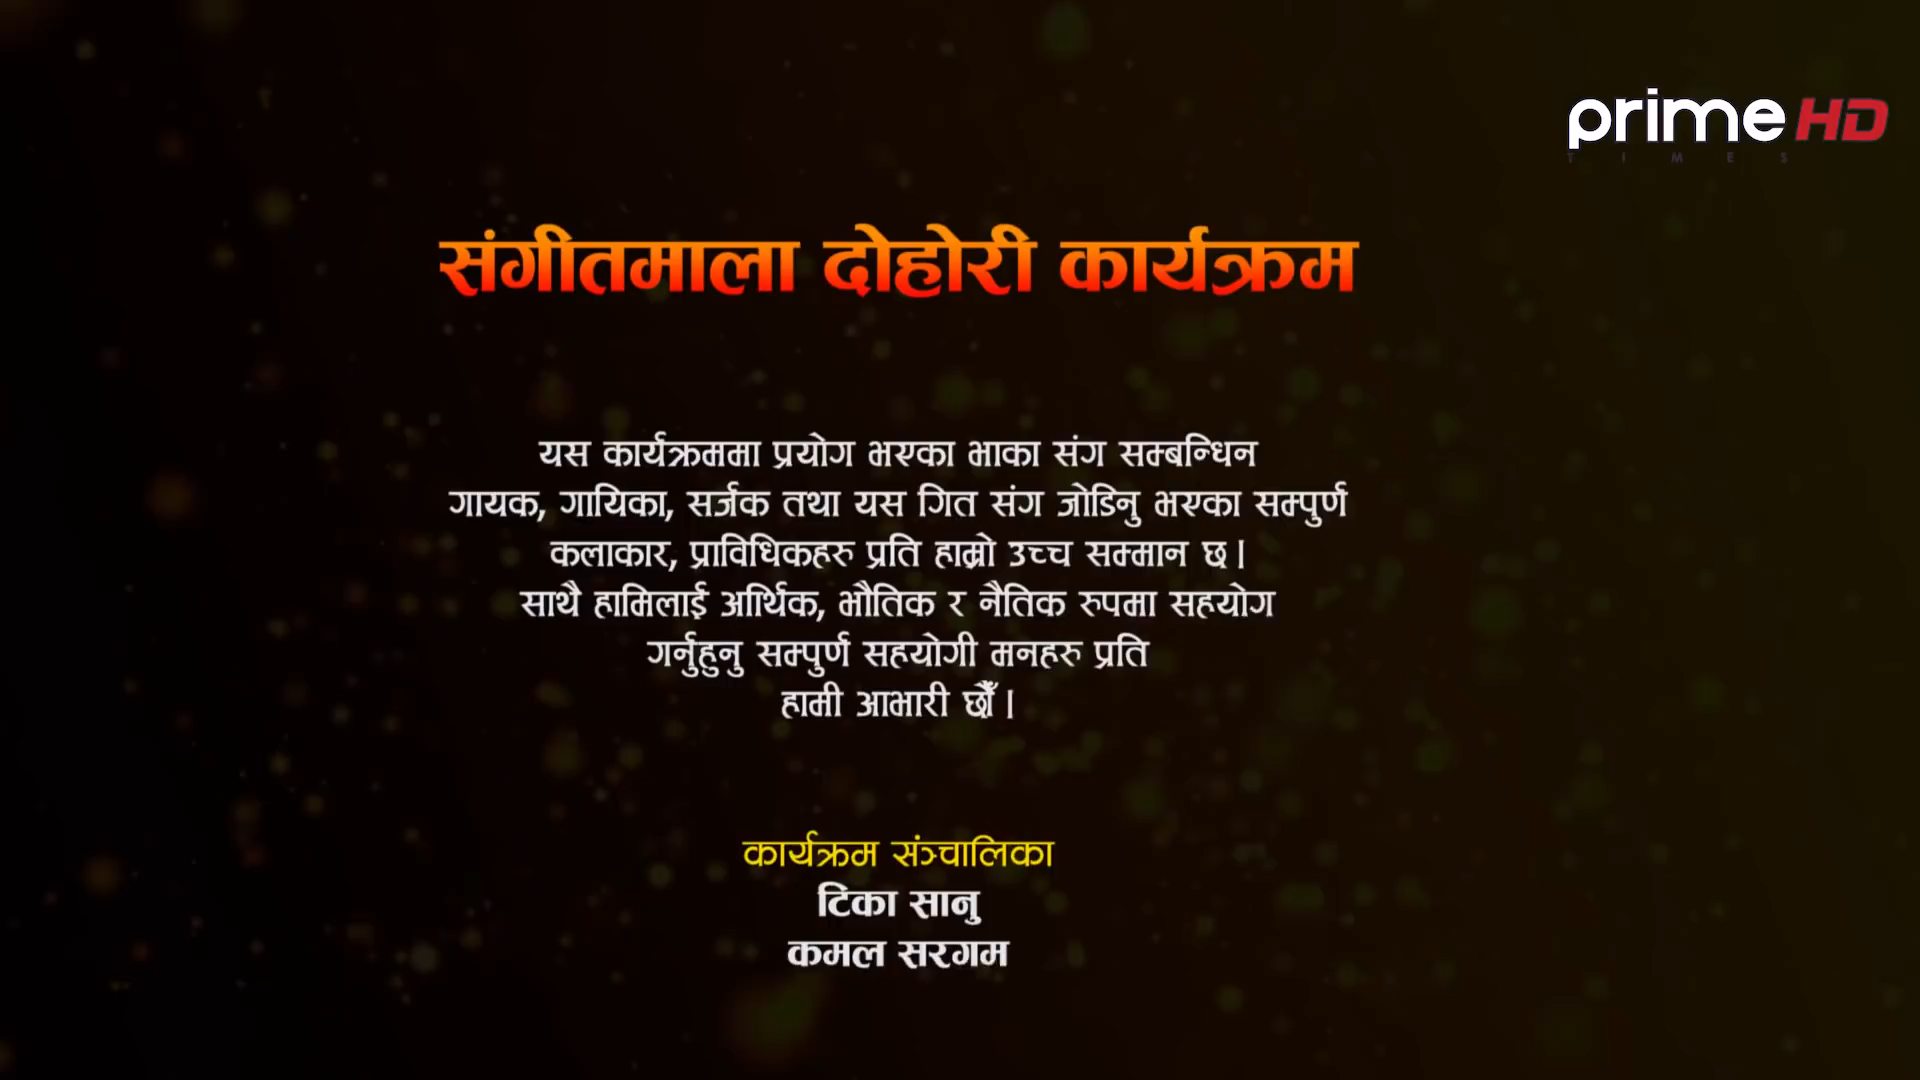 prime HD
TIMES
संगीतमाला दोहोरी कार्यक्रम
यस कार्यक्रममा प्रयोग भएका भाका संग सम्बन्धिन
गायक, गायिका, सर्जक तथा यस गित संग जोडिनु भएका सम्पुर्ण
कलाकार, प्राविधिकहरु प्रति हाम्रो उच्च सम्मान छ।
साथै हामिलाई आर्थिक, भौतिक र नैतिक रुपमा सहयोग
गर्नुहुनु सम्पुर्ण सहयोगी मनहरु प्रति
हामी आभारी छौँ।
कार्यक्रम संञ्चालिका
टिका सानु
कमल सरगम